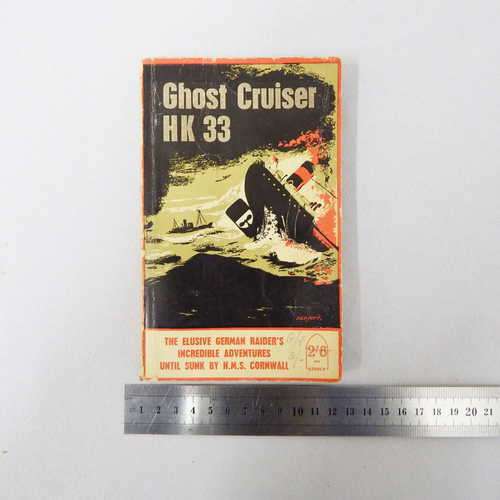 Ghost Cruiser
HK 33
THE ELUSIVE GERMAN RAIDER'S
INCREDIBLE ADVENTURES
UNTIL SUNK BY H.M.S. CORNWALL
2/6
1 2 3 4 5 6 7 8 9 10 11 12 13 14 15 16 17 18 19 20 21